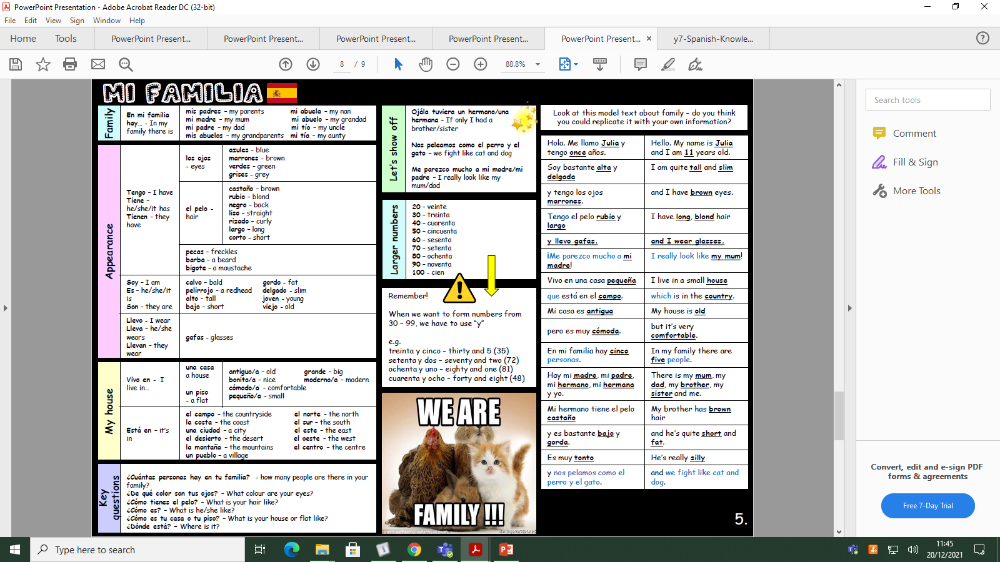 PowerPoint Presentation - Adobe Acrobat Reader DC (32-bit)
File Edit View Sign Window Help
Home Tools PowerPoint Present... PowerPoint Present... PowerPoint Present... PowerPoint Present... PowerPoint Present... × y7-Spanish-Knowle...
8 / 9 88.8%
MI FAMILIA
Family
En mi familia
hay... - In my
family there is
mis padres – my parents
mi madre – my mum
mi padre – my dad
mis abuelos – my grandparents
mi abuela – my nan
mi abuelo – my grandad
mi tío – my uncle
mi tía – my aunty
Appearance
Tengo – I have
Tiene –
he/she/it has
Tienen – they
have
los ojos
- eyes
azules – blue
marrones – brown
verdes – green
grises – grey
el pelo -
hair
castaño – brown
rubio – blond
negro – back
liso – straight
rizado – curly
largo – long
corto – short
pecas – freckles
barba – a beard
bigote – a moustache
Soy – I am
Es – he/she/it
is
Son – they are
calvo – bald
pelirrojo – a redhead
alto – tall
bajo – short
gordo – fat
delgado – slim
joven – young
viejo – old
Llevo - I wear
Lleva – he/she
wears
Llevan – they
wear
gafas – glasses
My house
Vivo en - I
live in...
una casa
a house
un piso
- a flat
antiguo/a – old
bonito/a – nice
cómodo/a – comfortable
pequeño/a – small
grande – big
moderno/a – modern
Está en – it's
in
el campo – the countryside
la costa – the coast
una ciudad – a city
el desierto – the desert
la montaña – the mountains
un pueblo – a village
el norte – the north
el sur – the south
el este – the east
el oeste – the west
el centro – the centre
Key
questions
¿Cuántas personas hay en tu familia? - how many people are there in your
family?
¿De qué color son tus ojos? – What colour are your eyes?
¿Cómo tienes el pelo? – What is your hair like?
¿Cómo es? – What is he/she like?
¿Cómo es tu casa o tu piso? – What is your house or flat like?
¿Dónde está? – Where is it?
Let's show off
Ojála tuviera un hermano/una
hermana – If only I had a
brother/sister
Nos peleamos como el perro y el
gato – we fight like cat and dog
Me parezco mucho a mi madre/mi
padre – I really look like my
mum/dad
Larger numbers
20 – veinte
30 – treinta
40 – cuarenta
50 – cincuenta
60 – sesenta
70 – setenta
80 – ochenta
90 – noventa
100 – cien
Remember!
When we want to form numbers from
30 – 99, we have to use "y"
e.g.
treinta y cinco – thirty and 5 (35)
setenta y dos – seventy and two (72)
ochenta y uno – eighty and one (81)
cuarenta y ocho – forty and eight (48)
WE ARE
FAMILY !!!
memegenerator.net
Look at this model text about family – do you think
you could replicate it with your own information?
Hola. Me llamo Julia y
tengo once años.
Hello. My name is Julia
and I am 11 years old.
Soy bastante alta y
delgada
I am quite tall and slim
y tengo los ojos
marrones.
and I have brown eyes.
Tengo el pelo rubio y
largo
I have long, blond hair
y llevo gafas.
and I wear glasses.
¡Me parezco mucho a mi
madre!
I really look like my mum!
Vivo en una casa pequeña
I live in a small house
que está en el campo.
which is in the country.
Mi casa es antigua
My house is old
pero es muy cómoda.
but it's very
comfortable.
En mi familia hay cinco
personas.
In my family there are
five people.
Hay mi madre, mi padre,
mi hermano, mi hermana
y yo.
There is my mum, my
dad, my brother, my
sister and me.
Mi hermano tiene el pelo
castaño
My brother has brown
hair
y es bastante bajo y
gorda.
and he's quite short and
fat.
Es muy tonto
He's really silly
y nos pelamos como el
perro y el gato.
and we fight like cat and
dog.
5.
Search tools
Comment
Fill & Sign
More Tools
Convert, edit and e-sign PDF
forms & agreements
Free 7-Day Trial
Type here to search
11:45
20/12/2021